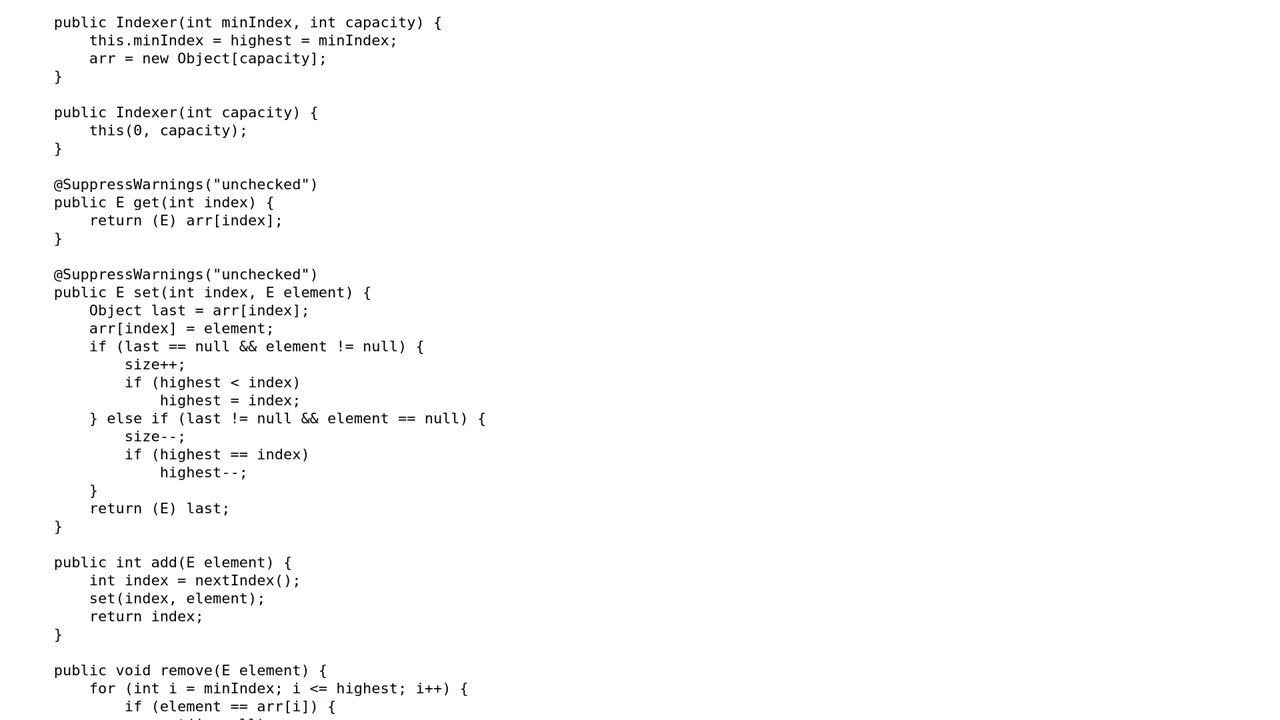 public Indexer(int minIndex, int capacity) {
    this.minIndex = highest = minIndex;
    arr = new Object[capacity];
}

public Indexer(int capacity) {
    this(0, capacity);
}

@SuppressWarnings("unchecked")
public E get(int index) {
    return (E) arr[index];
}

@SuppressWarnings("unchecked")
public E set(int index, E element) {
    Object last = arr[index];
    arr[index] = element;
    if (last == null && element != null) {
        size++;
        if (highest < index)
            highest = index;
    } else if (last != null && element == null) {
        size--;
        if (highest == index)
            highest--;
    }
    return (E) last;
}

public int add(E element) {
    int index = nextIndex();
    set(index, element);
    return index;
}

public void remove(E element) {
    for (int i = minIndex; i <= highest; i++) {
        if (element == arr[i]) {